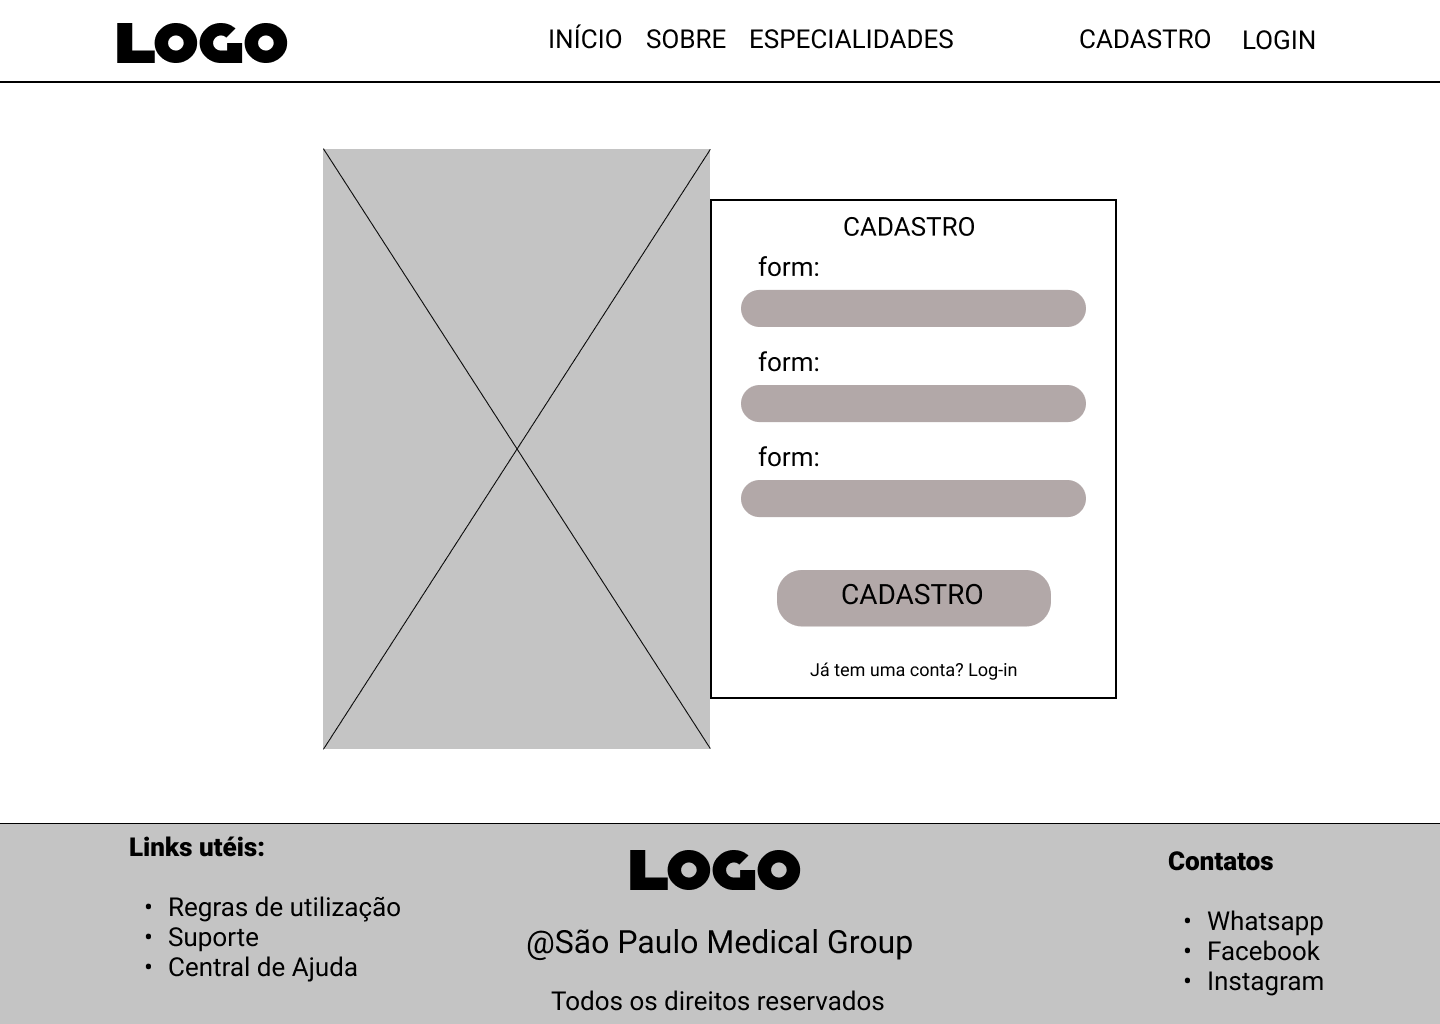 LOGO
INÍCIO SOBRE ESPECIALIDADES CADASTRO LOGIN
CADASTRO
form:
form:
form:
CADASTRO
Já tem uma conta? Log-in
Links utéis:
• Regras de utilização
• Suporte
• Central de Ajuda
LOGO
@São Paulo Medical Group
Todos os direitos reservados
Contatos
• Whatsapp
• Facebook
• Instagram